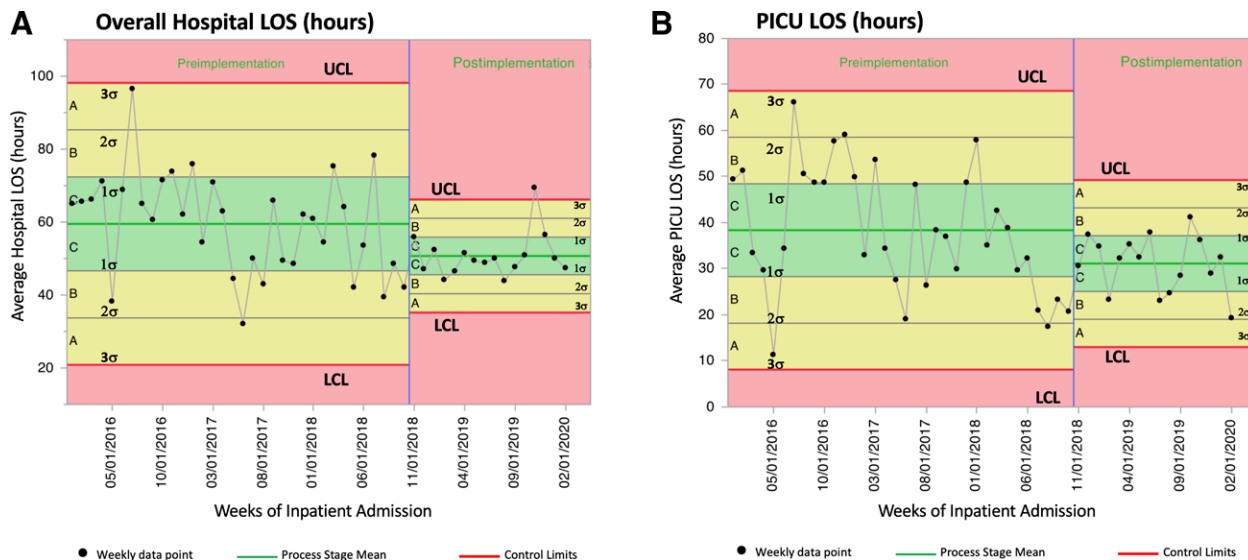 A
Overall Hospital LOS (hours)
Preimplementation
UCL
Postimplementation
Average Hospital LOS (hours)
100
80
60
40
20
A
B
C
C
B
A
3σ
2σ
1σ
1σ
2σ
3σ
LCL
UCL
A
B
C
C
B
A
3σ
2σ
1σ
1σ
2σ
3σ
LCL
05/01/2016
10/01/2016
03/01/2017
08/01/2017
01/01/2018
06/01/2018
11/01/2018
04/01/2019
09/01/2019
02/01/2020
Weeks of Inpatient Admission
Weekly data point
Process Stage Mean
Control Limits
B
PICU LOS (hours)
Preimplementation
UCL
Postimplementation
Average PICU LOS (hours)
80
70
60
50
40
30
20
10
0
A
B
C
C
B
A
3σ
2σ
1σ
1σ
2σ
3σ
LCL
UCL
A
B
C
C
B
A
3σ
2σ
1σ
1σ
2σ
3σ
LCL
05/01/2016
10/01/2016
03/01/2017
08/01/2017
01/01/2018
06/01/2018
11/01/2018
04/01/2019
09/01/2019
02/01/2020
Weeks of Inpatient Admission
Weekly data point
Process Stage Mean
Control Limits